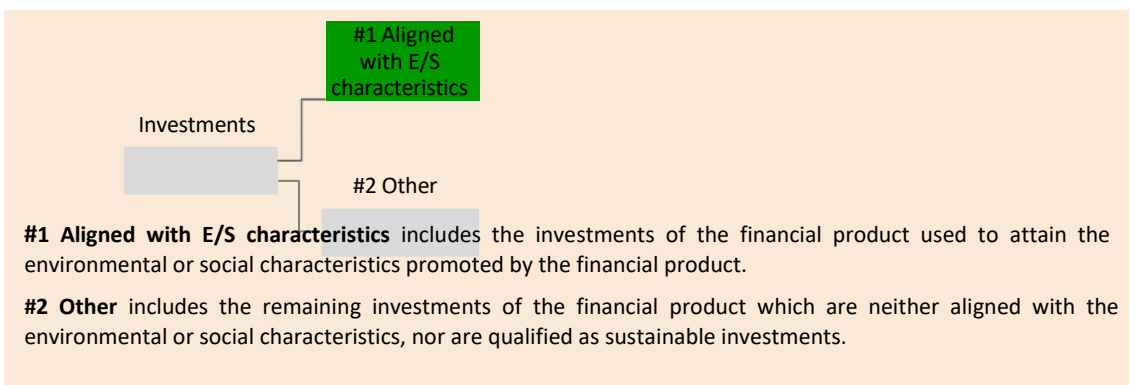 #1 Aligned
with E/S
characteristics
Investments
#2 Other
#1 Aligned with E/S characteristics includes the investments of the financial product used to attain the
environmental or social characteristics promoted by the financial product.
#2 Other includes the remaining investments of the financial product which are neither aligned with the
environmental or social characteristics, nor are qualified as sustainable investments.